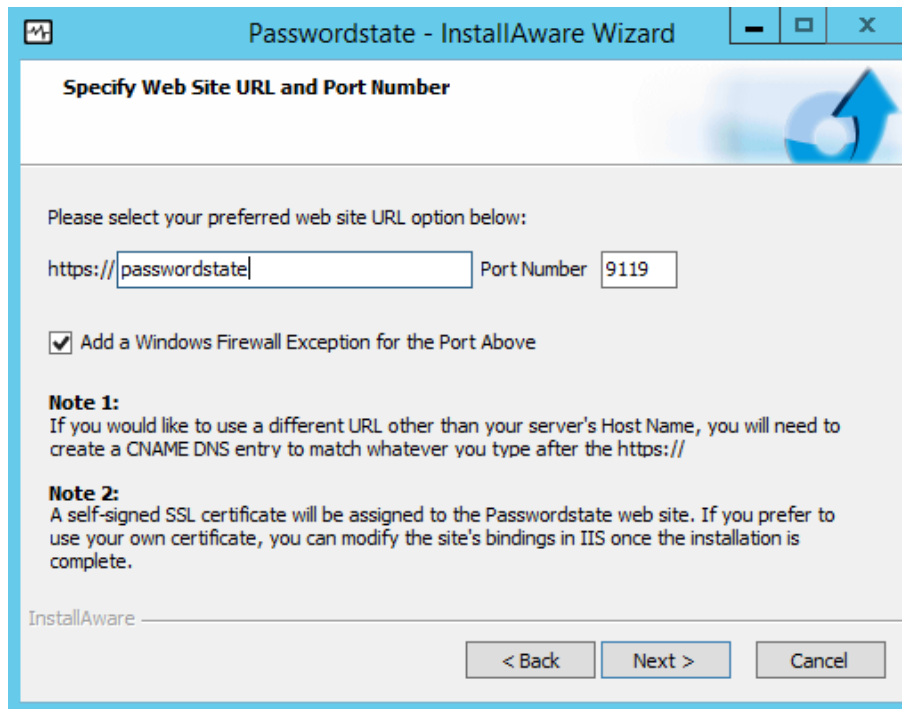 Passwordstate - InstallAware Wizard
Specify Web Site URL and Port Number
Please select your preferred web site URL option below:
https:// passwordstate Port Number 9119
Add a Windows Firewall Exception for the Port Above
Note 1:
If you would like to use a different URL other than your server's Host Name, you will need to
create a CNAME DNS entry to match whatever you type after the https://
Note 2:
A self-signed SSL certificate will be assigned to the Passwordstate web site. If you prefer to
use your own certificate, you can modify the site's bindings in IIS once the installation is
complete.
InstallAware
< Back Next > Cancel